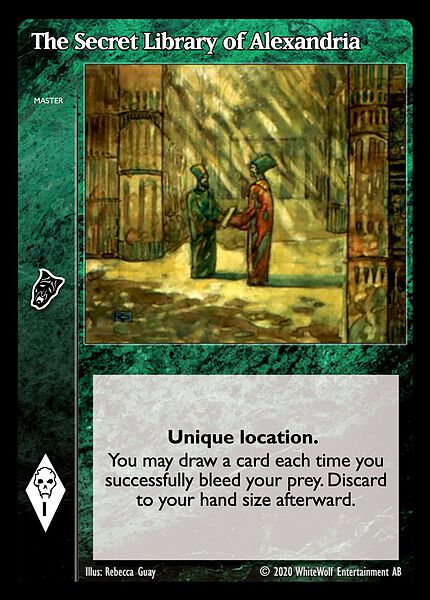 The Secret Library of Alexandria
MASTER
Unique location.
You may draw a card each time you
successfully bleed your prey. Discard
to your hand size afterward.
I
Illus: Rebecca Guay
© 2020 WhiteWolf Entertainment AB